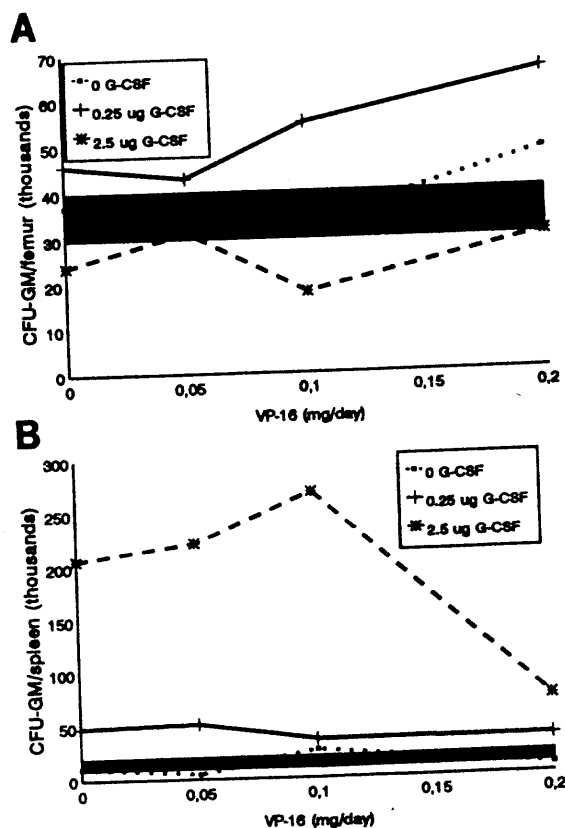 A
70
60
50
40
30
20
10
0
CFU-GM/femur (thousands)
0 G-CSF
0.25 ug G-CSF
2.5 ug G-CSF
0
0,05
0,1
0,15
0,2
VP-16 (mg/day)
B
300
250
200
150
100
50
0
CFU-GM/spleen (thousands)
0 G-CSF
0.25 ug G-CSF
2.5 ug G-CSF
0
0,05
0,1
0,15
0,2
VP-16 (mg/day)